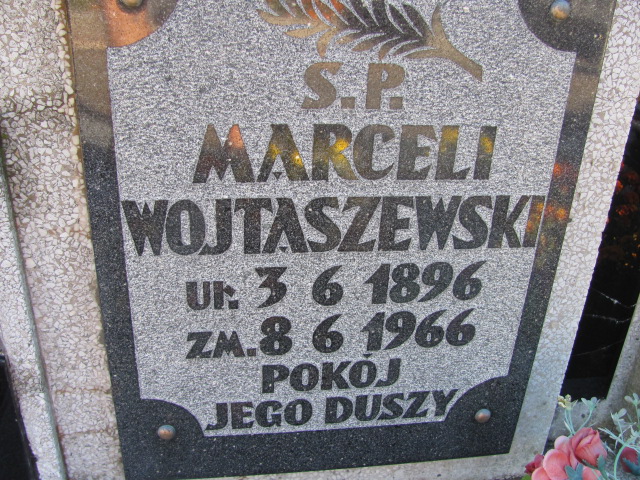 S.P.
MARCELI
WOJTASZEWSKI
UR. 3 6 1896
ZM. 8 6 1966
POKÓJ
JEGO DUSZY